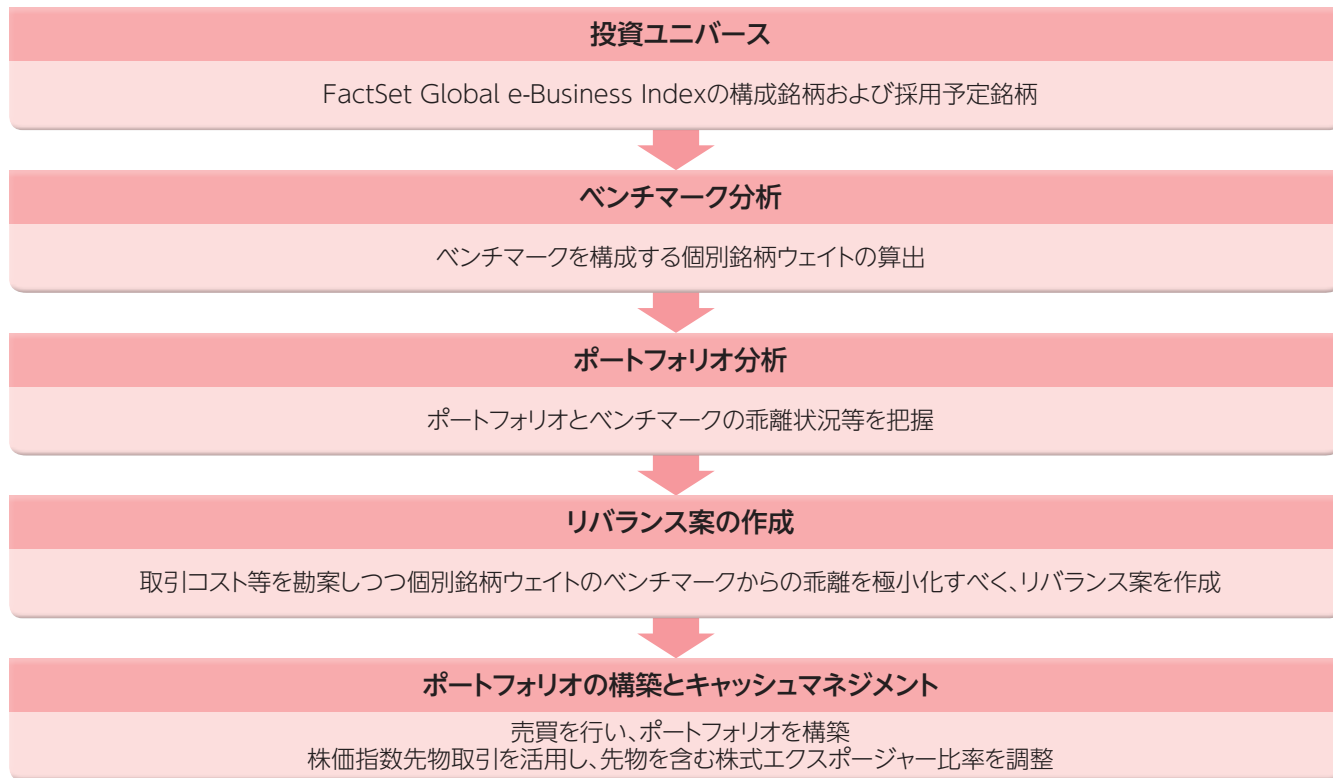 投資ユニバース
FactSet Global e-Business Indexの構成銘柄および採用予定銘柄
ベンチマーク分析
ベンチマークを構成する個別銘柄ウェイトの算出
ポートフォリオ分析
ポートフォリオとベンチマークの乖離状況等を把握
リバランス案の作成
取引コスト等を勘案しつつ個別銘柄ウェイトのベンチマークからの乖離を極小化すべく、リバランス案を作成
ポートフォリオの構築とキャッシュマネジメント
売買を行い、ポートフォリオを構築
株価指数先物取引を活用し、先物を含む株式エクスポージャー比率を調整